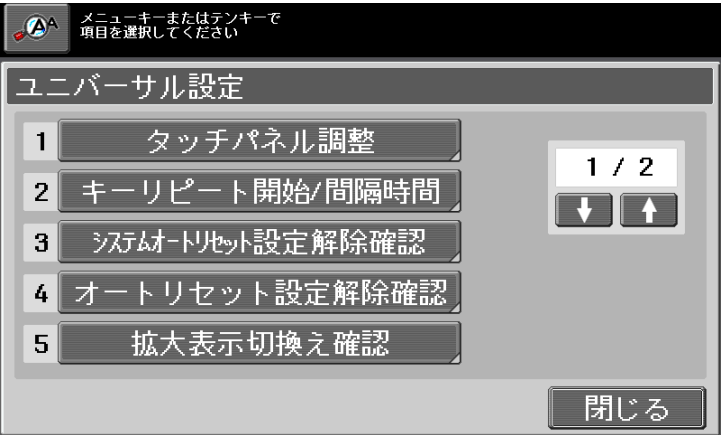 メニューキーまたはテンキーで
項目を選択してください
ユニバーサル設定
1 タッチパネル調整
1 / 2
2 キーリピート開始/間隔時間
3 システムオートリセット設定解除確認
4 オートリセット設定解除確認
5 拡大表示切換え確認
閉じる